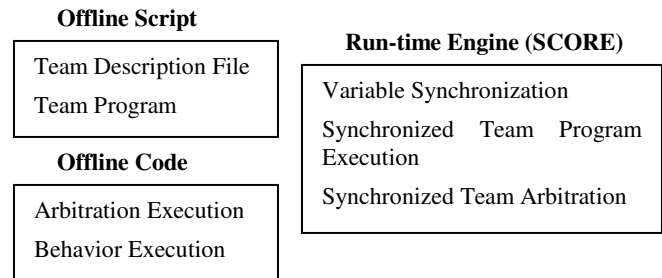 Offline Script
Team Description File
Team Program
Offline Code
Arbitration Execution
Behavior Execution
Run-time Engine (SCORE)
Variable Synchronization
Synchronized Team Program
Execution
Synchronized Team Arbitration